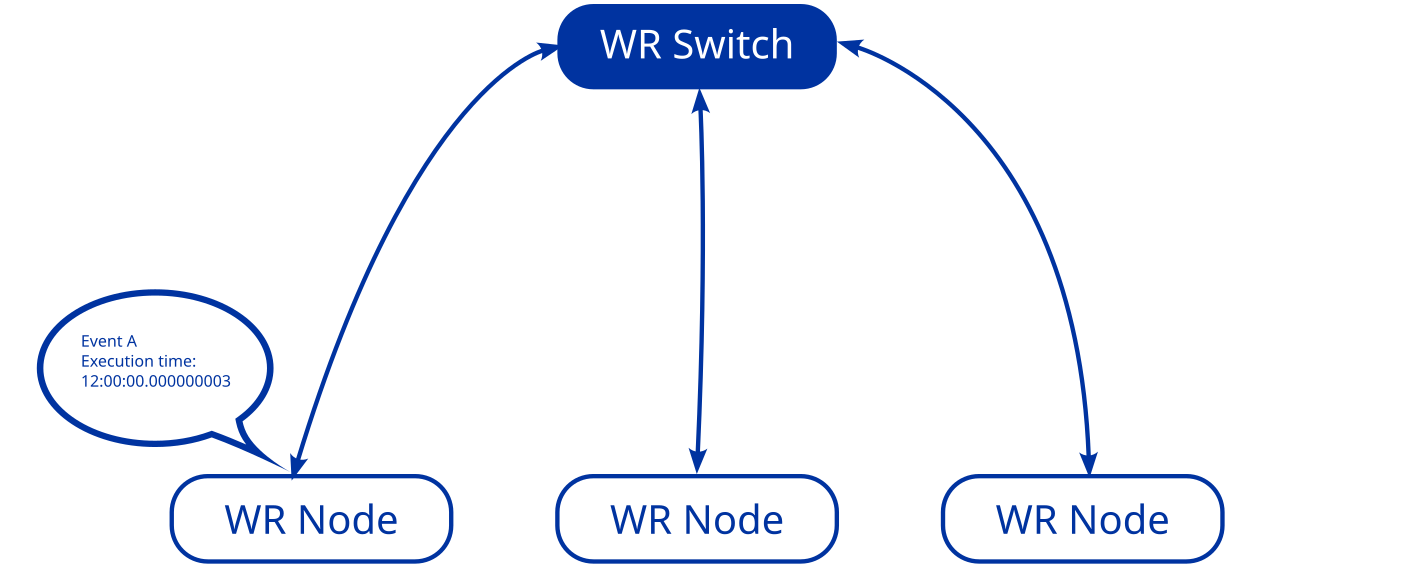 WR Switch
Event A
Execution time:
12:00:00.000000003
WR Node
WR Node
WR Node